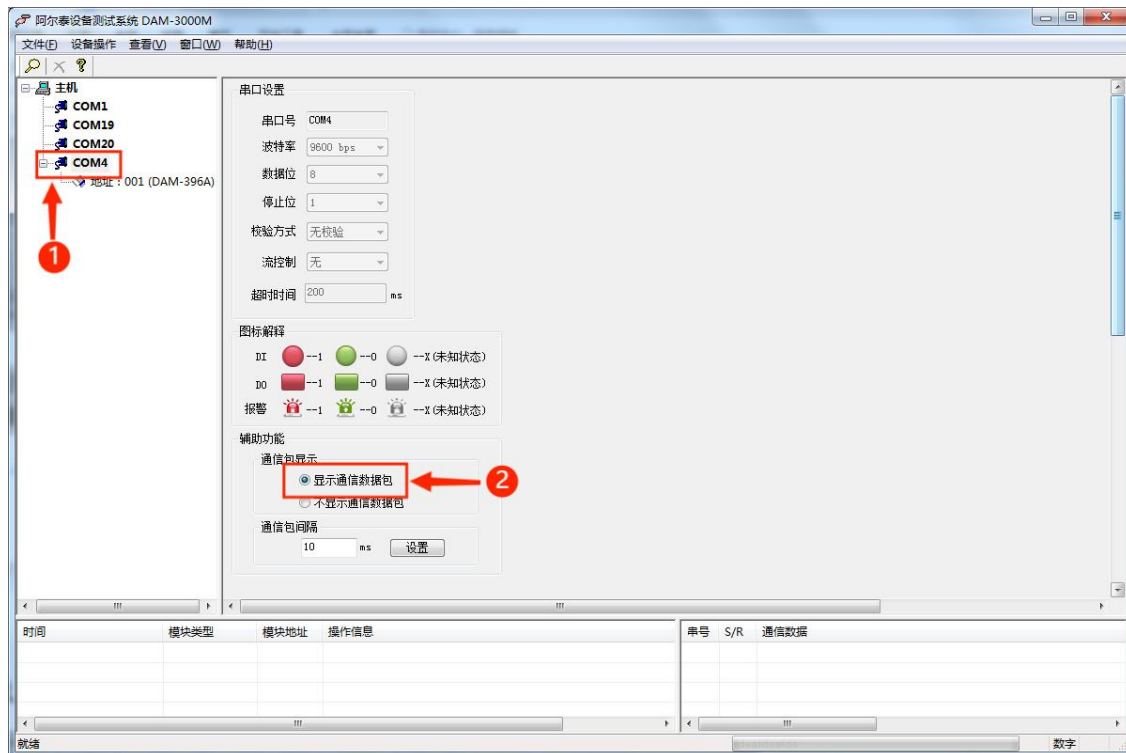 阿尔泰设备测试系统 DAM-3000M
文件(F) 设备操作 查看(V) 窗口(W) 帮助(H)
主机
COM1
COM19
COM20
COM4
地址：001 (DAM-396A)
1
串口设置
串口号 COM4
波特率 9600 bps
数据位 8
停止位 1
校验方式 无校验
流控制 无
超时时间 200 ms
图标解释
DI --1 --0 --X(未知状态)
DO --1 --0 --X(未知状态)
报警 --1 --0 --X(未知状态)
辅助功能
通信包显示
显示通信数据包 2
不显示通信数据包
通信包间隔
10 ms 设置
时间 模块类型 模块地址 操作信息 串号 S/R 通信数据
就绪 数字